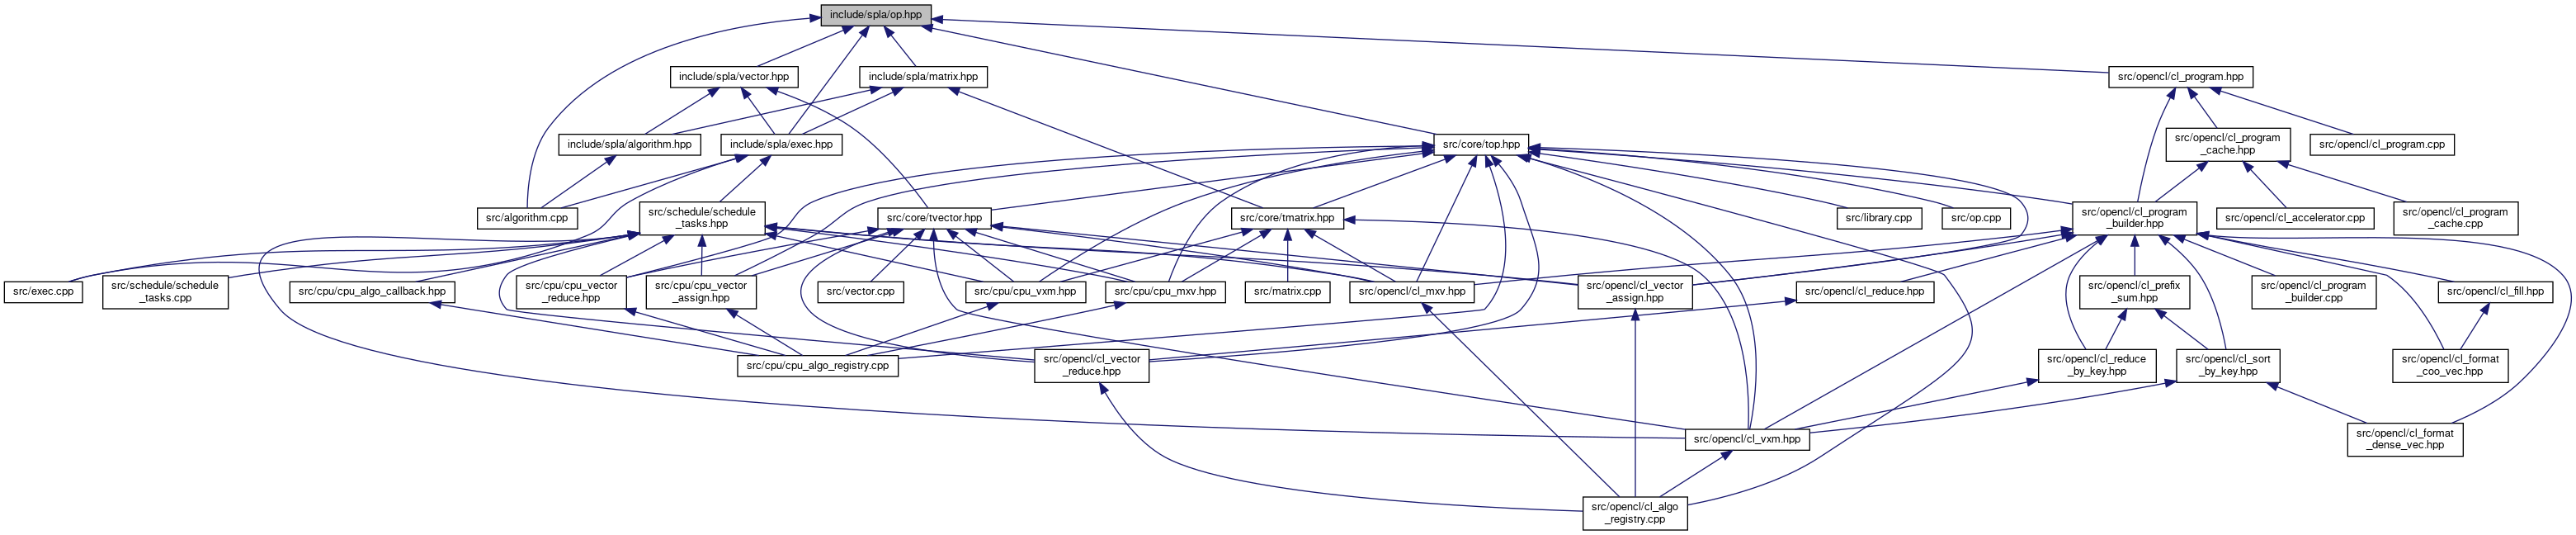 include/spla/op.hpp
include/spla/vector.hpp
include/spla/matrix.hpp
src/opencl/cl_program.hpp
include/spla/algorithm.hpp
include/spla/exec.hpp
src/core/top.hpp
src/opencl/cl_program
_cache.hpp
src/opencl/cl_program.cpp
src/algorithm.cpp
src/schedule/schedule
_tasks.hpp
src/core/tvector.hpp
src/core/tmatrix.hpp
src/library.cpp
src/op.cpp
src/opencl/cl_program
_builder.hpp
src/opencl/cl_accelerator.cpp
src/opencl/cl_program
_cache.cpp
src/exec.cpp
src/schedule/schedule
_tasks.cpp
src/cpu/cpu_algo_callback.hpp
src/cpu/cpu_vector
_reduce.hpp
src/cpu/cpu_vector
_assign.hpp
src/vector.cpp
src/cpu/cpu_vxm.hpp
src/cpu/cpu_mxv.hpp
src/matrix.cpp
src/opencl/cl_mxv.hpp
src/opencl/cl_vector
_assign.hpp
src/opencl/cl_reduce.hpp
src/opencl/cl_prefix
_sum.hpp
src/opencl/cl_program
_builder.cpp
src/opencl/cl_fill.hpp
src/cpu/cpu_algo_registry.cpp
src/opencl/cl_vector
_reduce.hpp
src/opencl/cl_reduce
_by_key.hpp
src/opencl/cl_sort
_by_key.hpp
src/opencl/cl_format
_coo_vec.hpp
src/opencl/cl_vxm.hpp
src/opencl/cl_format
_dense_vec.hpp
src/opencl/cl_algo
_registry.cpp